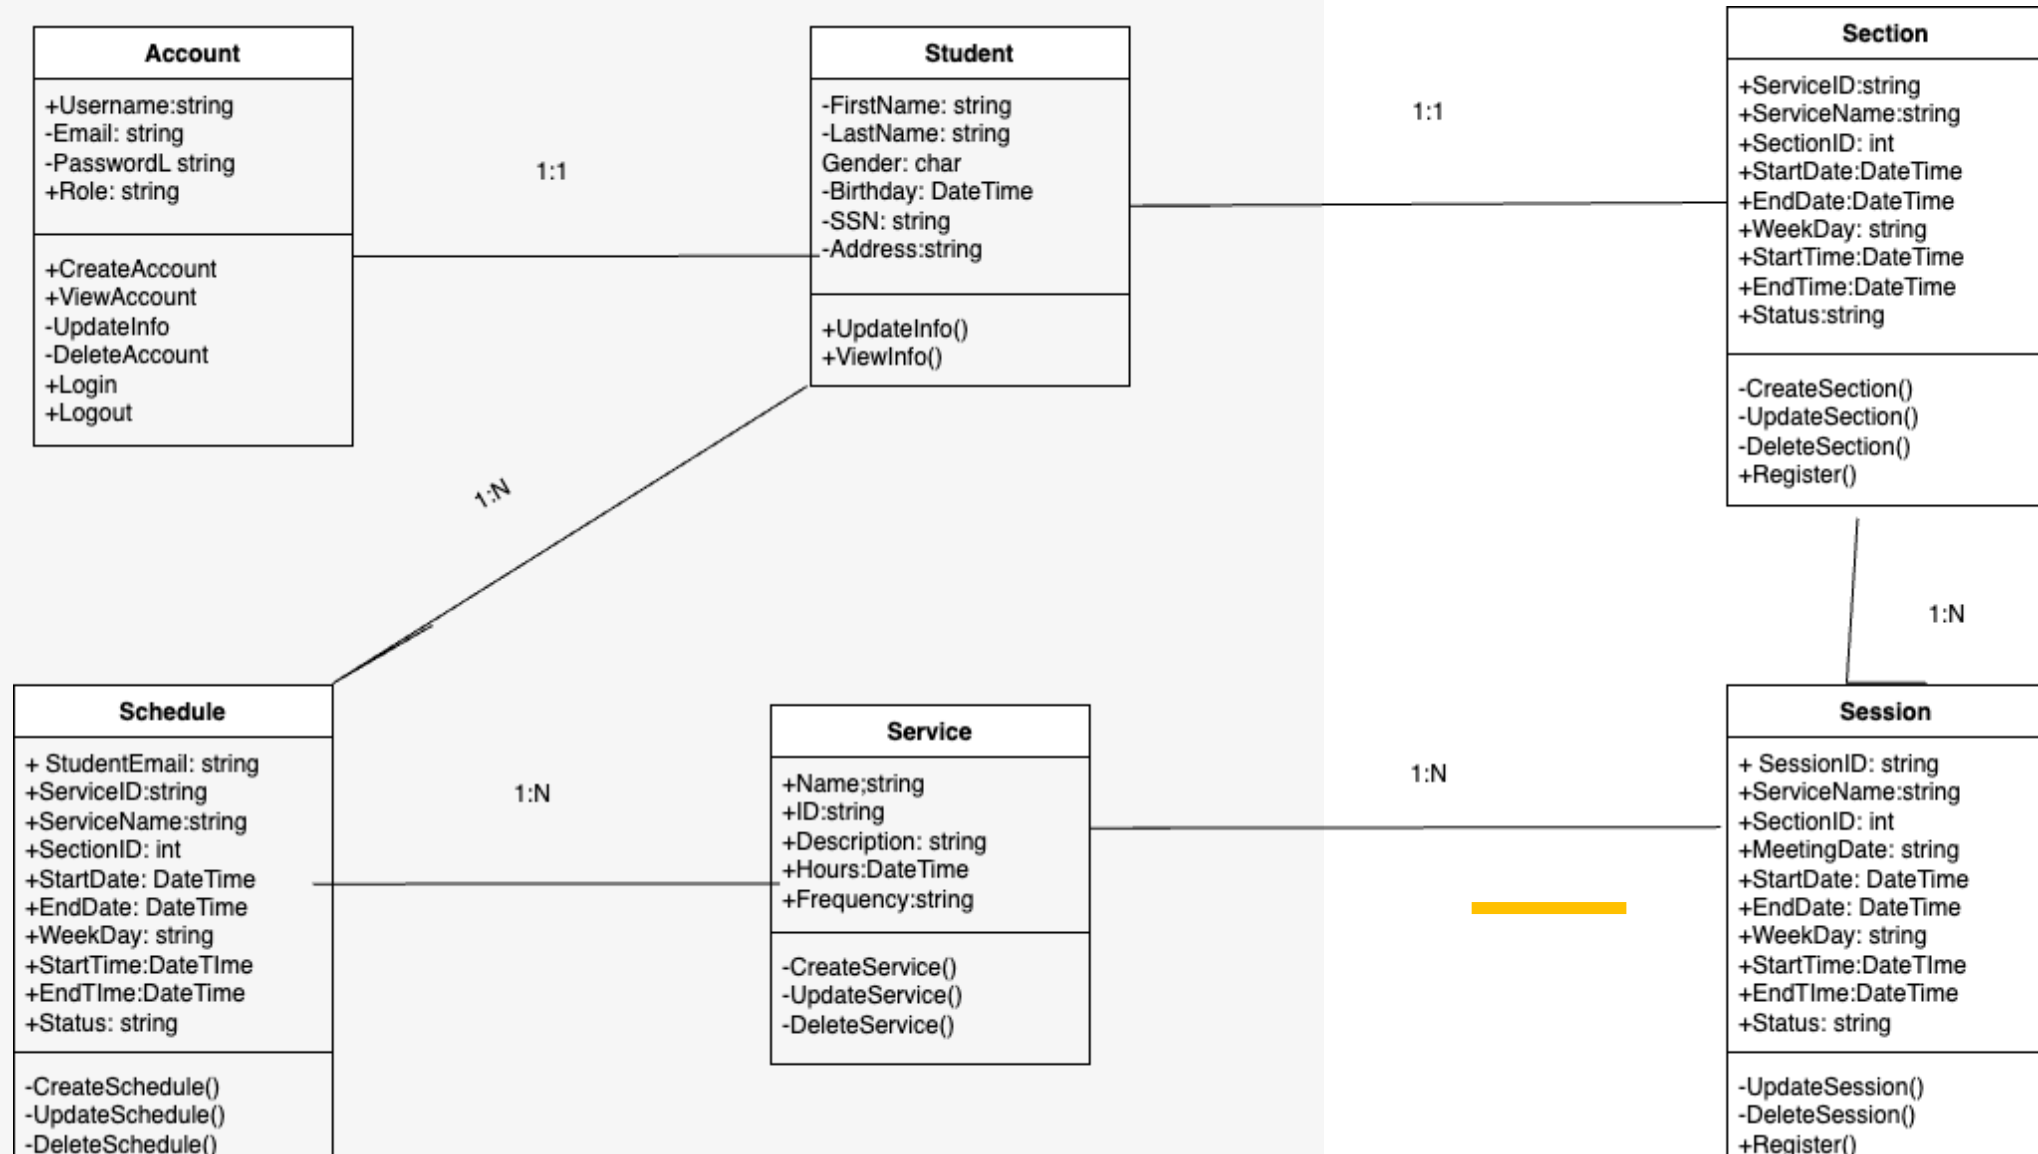 Account
+Username:string
-Email: string
-PasswordL string
+Role: string
+CreateAccount
+ViewAccount
-UpdateInfo
-DeleteAccount
+Login
+Logout
1:1
Student
-FirstName: string
-LastName: string
Gender: char
-Birthday: DateTime
-SSN: string
-Address:string
+UpdateInfo()
+ViewInfo()
1:1
Section
+ServiceID:string
+ServiceName:string
+SectionID: int
+StartDate:DateTime
+EndDate:DateTime
+WeekDay: string
+StartTime:DateTime
+EndTime:DateTime
+Status:string
-CreateSection()
-UpdateSection()
-DeleteSection()
+Register()
1:N
1:N
Schedule
+ StudentEmail: string
+ServiceID:string
+ServiceName:string
+SectionID: int
+StartDate: DateTime
+EndDate: DateTime
+WeekDay: string
+StartTime:DateTIme
+EndTIme:DateTime
+Status: string
-CreateSchedule()
-UpdateSchedule()
-DeleteSchedule()
1:N
Service
+Name;string
+ID:string
+Description: string
+Hours:DateTime
+Frequency:string
-CreateService()
-UpdateService()
-DeleteService()
1:N
Session
+ SessionID: string
+ServiceName:string
+SectionID: int
+MeetingDate: string
+StartDate: DateTime
+EndDate: DateTime
+WeekDay: string
+StartTime:DateTIme
+EndTIme:DateTime
+Status: string
-UpdateSession()
-DeleteSession()
+Register()